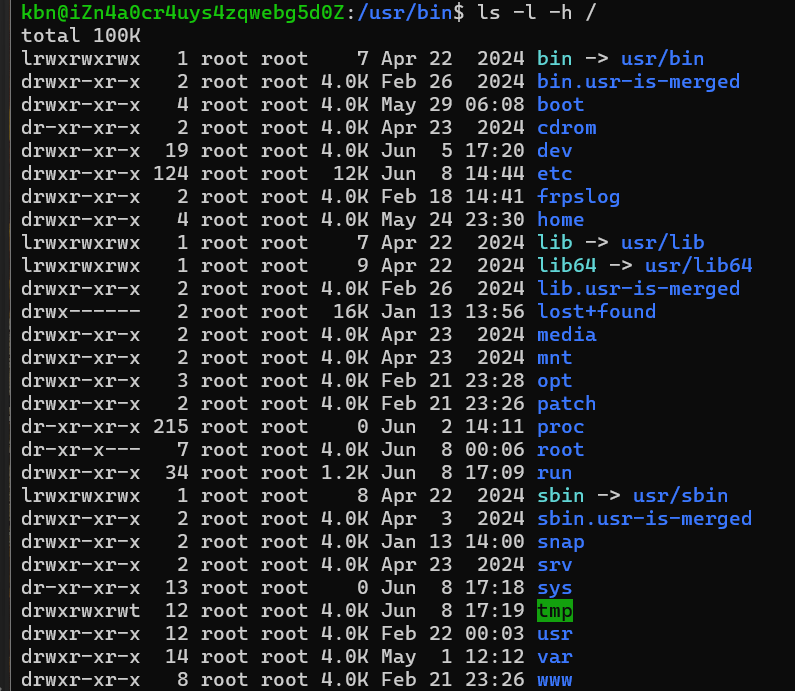 kbn@iZn4a0cr4uys4zqwebg5d0Z:/usr/bin$ ls -l -h /
total 100K
lrwxrwxrwx   1 root root    7 Apr 22  2024 bin -> usr/bin
drwxr-xr-x   2 root root 4.0K Feb 26  2024 bin.usr-is-merged
drwxr-xr-x   4 root root 4.0K May 29 06:08 boot
dr-xr-xr-x   2 root root 4.0K Apr 23  2024 cdrom
drwxr-xr-x  19 root root 4.0K Jun  5 17:20 dev
drwxr-xr-x 124 root root  12K Jun  8 14:44 etc
drwxr-xr-x   2 root root 4.0K Feb 18 14:41 frpslog
drwxr-xr-x   4 root root 4.0K May 24 23:30 home
lrwxrwxrwx   1 root root    7 Apr 22  2024 lib -> usr/lib
lrwxrwxrwx   1 root root    9 Apr 22  2024 lib64 -> usr/lib64
drwxr-xr-x   2 root root 4.0K Feb 26  2024 lib.usr-is-merged
drwx------   2 root root  16K Jan 13 13:56 lost+found
drwxr-xr-x   2 root root 4.0K Apr 23  2024 media
drwxr-xr-x   2 root root 4.0K Apr 23  2024 mnt
drwxr-xr-x   3 root root 4.0K Feb 21 23:28 opt
drwxr-xr-x   2 root root 4.0K Feb 21 23:26 patch
dr-xr-xr-x 215 root root    0 Jun  2 14:11 proc
dr-xr-x---   7 root root 4.0K Jun  8 00:06 root
drwxr-xr-x  34 root root 1.2K Jun  8 17:09 run
lrwxrwxrwx   1 root root    8 Apr 22  2024 sbin -> usr/sbin
drwxr-xr-x   2 root root 4.0K Apr  3  2024 sbin.usr-is-merged
drwxr-xr-x   2 root root 4.0K Jan 13 14:00 snap
drwxr-xr-x   2 root root 4.0K Apr 23  2024 srv
dr-xr-xr-x  13 root root    0 Jun  8 17:18 sys
drwxrwxrwt  12 root root 4.0K Jun  8 17:19 tmp
drwxr-xr-x  12 root root 4.0K Feb 22 00:03 usr
drwxr-xr-x  14 root root 4.0K May  1 12:12 var
drwxr-xr-x   8 root root 4.0K Feb 21 23:26 www